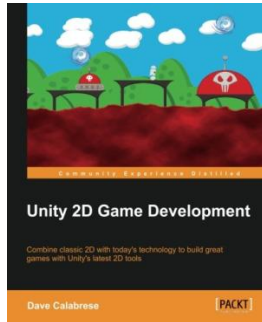 Community Experience Distilled
Unity 2D Game Development
Combine classic 2D with today's technology to build great
games with Unity's latest 2D tools
Dave Calabrese
[PACKT]